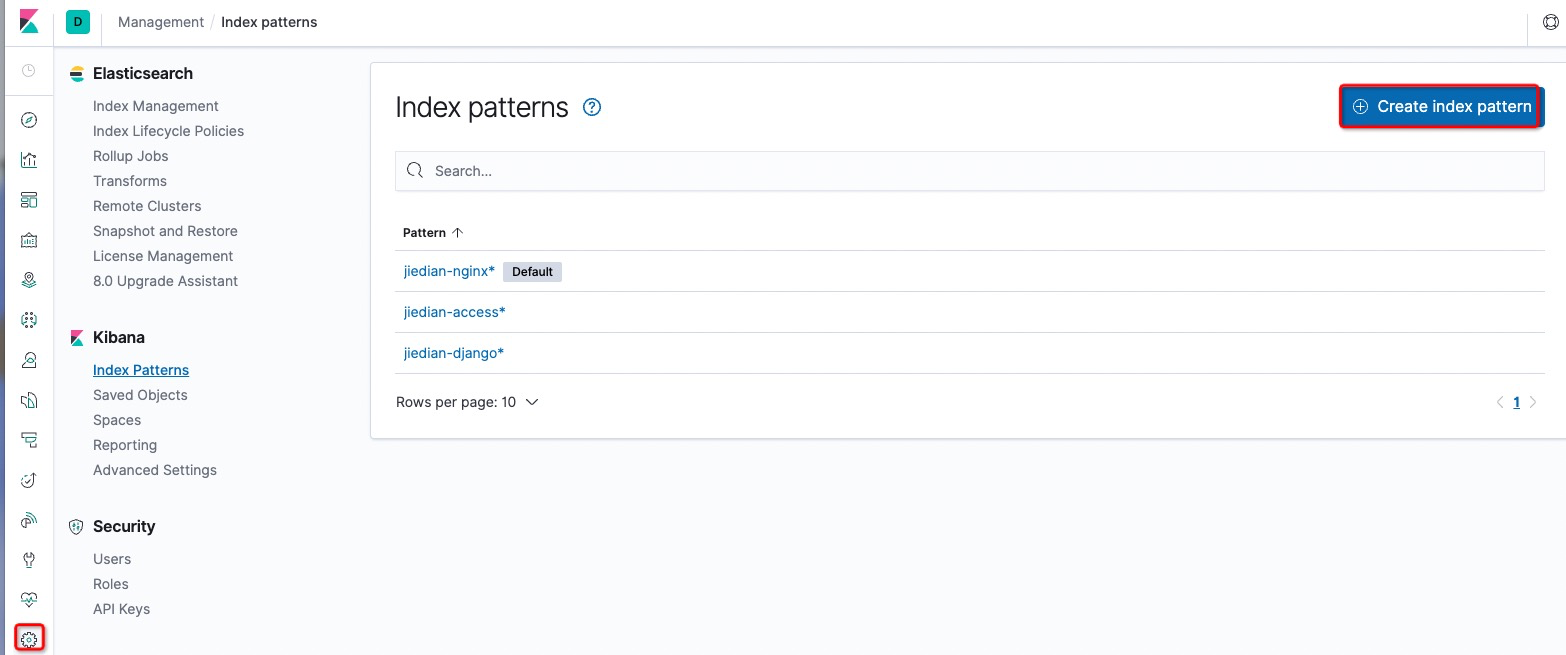 D Management / Index patterns
Elasticsearch
Index Management
Index Lifecycle Policies
Rollup Jobs
Transforms
Remote Clusters
Snapshot and Restore
License Management
8.0 Upgrade Assistant
Kibana
Index Patterns
Saved Objects
Spaces
Reporting
Advanced Settings
Security
Users
Roles
API Keys
Index patterns ?
Create index pattern
Search...
Pattern ↑
jiedian-nginx* Default
jiedian-access*
jiedian-django*
Rows per page: 10
< 1 >